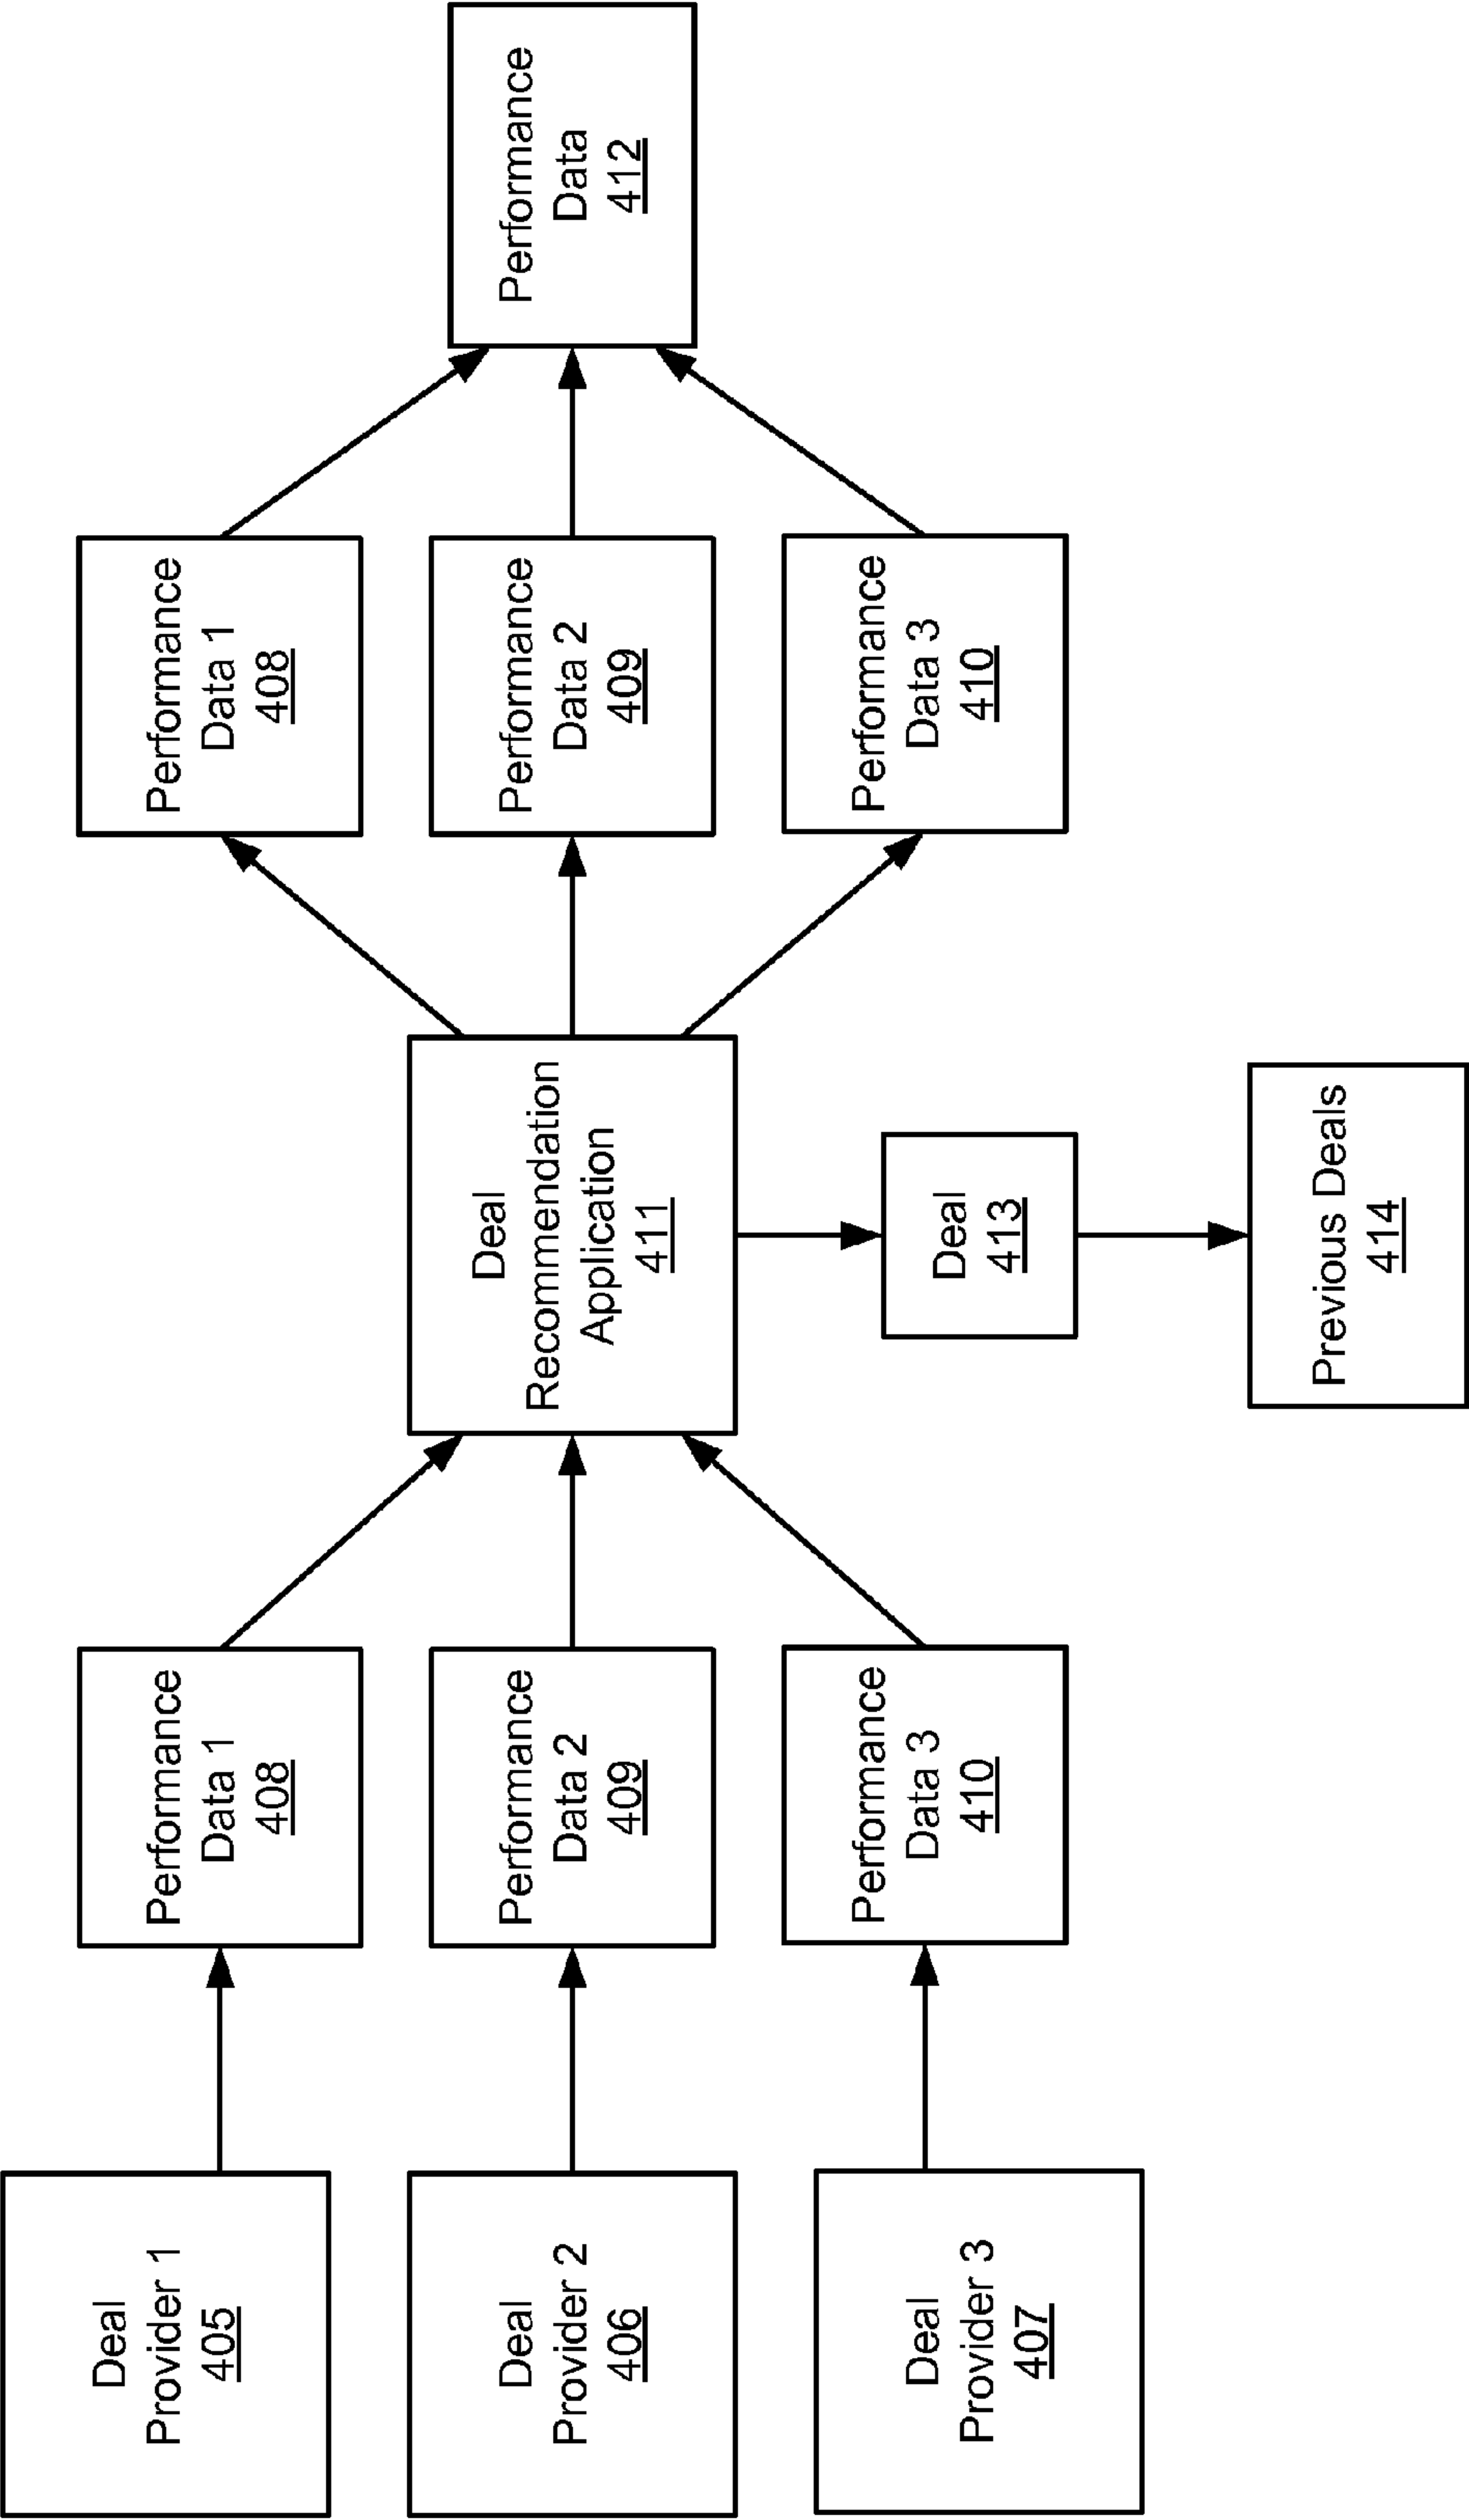 Deal
Provider 1
405
Performance
Data 1
408
Deal
Provider 2
406
Performance
Data 2
409
Deal
Provider 3
407
Performance
Data 3
410
Deal
Recommendation
Application
411
Performance
Data 1
408
Performance
Data 2
409
Performance
Data 3
410
Performance
Data
412
Deal
413
Previous Deals
414